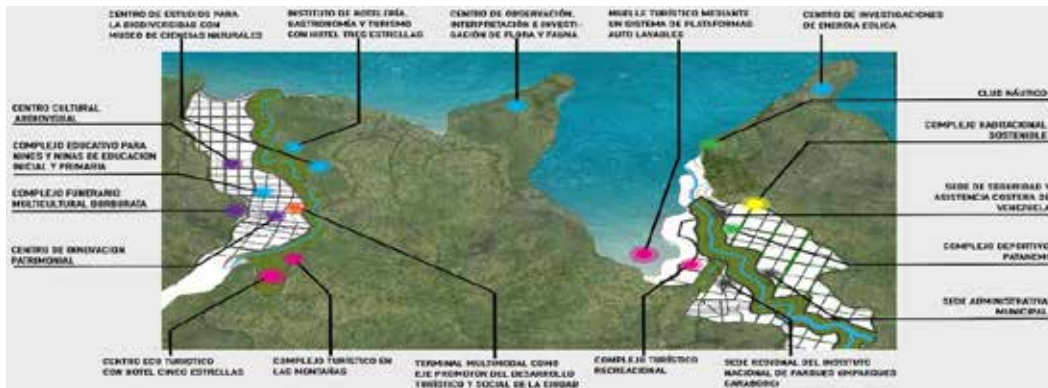 CENTRO DE ESTUDIOS PARA
LA BIODIVERSIDAD CON
MUSEO DE CIENCIAS NATURALES
INSTITUTO DE HOTELERÍA,
GASTRONOMÍA Y TURISMO
CON HOTEL TRES ESTRELLAS
CENTRO DE OBSERVACIÓN,
INTERPRETACIÓN E INVESTI-
GACIÓN DE FLORA Y FAUNA
MUELLE TURÍSTICO MEDIANTE
EN SISTEMA DE PLATAFORMAS
AUTO LAVABLES
CENTRO DE INVESTIGACIONES
DE ENERGÍA EÓLICA
CENTRO CULTURAL
AUDIOVISUAL
COMPLEJO EDUCATIVO PARA
NIÑOS Y NIÑAS DE EDUCACIÓN
INICIAL Y PRIMARIA
COMPLEJO FUNERARIO
MULTICULTURAL BORBURATA
CENTRO DE INNOVACIÓN
PATRIMONIAL
CLUB NÁUTICO
COMPLEJO HABITACIONAL
SOSTENIBLE
SEDE DE SEGURIDAD Y
ASISTENCIA COSTERA DE
VENEZUELA
COMPLEJO DEPORTIVO
PATANEMO
SEDE ADMINISTRATIVA
MUNICIPAL
CENTRO ECO TURÍSTICO
CON HOTEL CINCO ESTRELLAS
COMPLEJO TURÍSTICO EN
LAS MONTAÑAS
TERMINAL MULTIMODAL COMO
EJE PROMOTOR DEL DESARROLLO
TURÍSTICO Y SOCIAL DE LA CIUDAD
COMPLEJO TURÍSTICO
RECREACIONAL
SEDE REGIONAL DEL INSTITUTO
NACIONAL DE PARQUES (INPARQUES
CARABOBO)